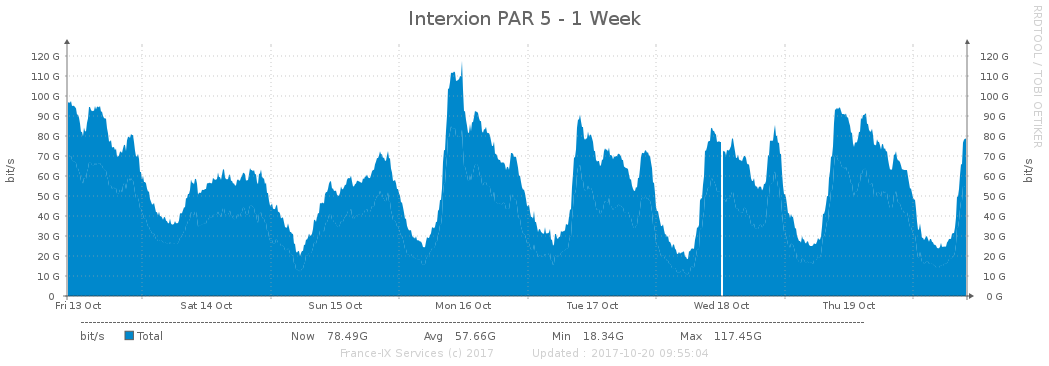 Interxion PAR 5 - 1 Week
RRDTOOL / TOBI OETIKER
bit/s
bit/s
120 G 120 G
110 G 110 G
100 G 100 G
90 G 90 G
80 G 80 G
70 G 70 G
60 G 60 G
50 G 50 G
40 G 40 G
30 G 30 G
20 G 20 G
10 G 10 G
0 0 G
Fri 13 Oct Sat 14 Oct Sun 15 Oct Mon 16 Oct Tue 17 Oct Wed 18 Oct Thu 19 Oct
bit/s Total Now 78.49G Avg 57.66G Min 18.34G Max 117.45G
France-IX Services (c) 2017 Updated : 2017-10-20 09:55:04